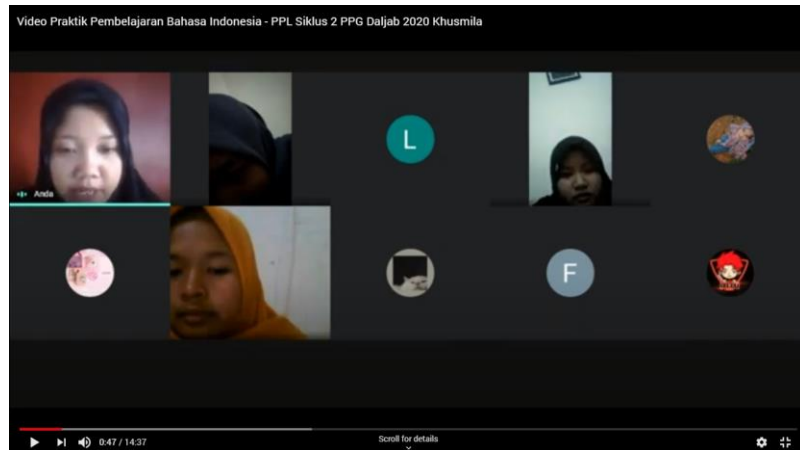 Video Praktik Pembelajaran Bahasa Indonesia - PPL Siklus 2 PPG Daljab 2020 Khusmila
L
Anda
F
0:47 / 14:37
Scroll for details